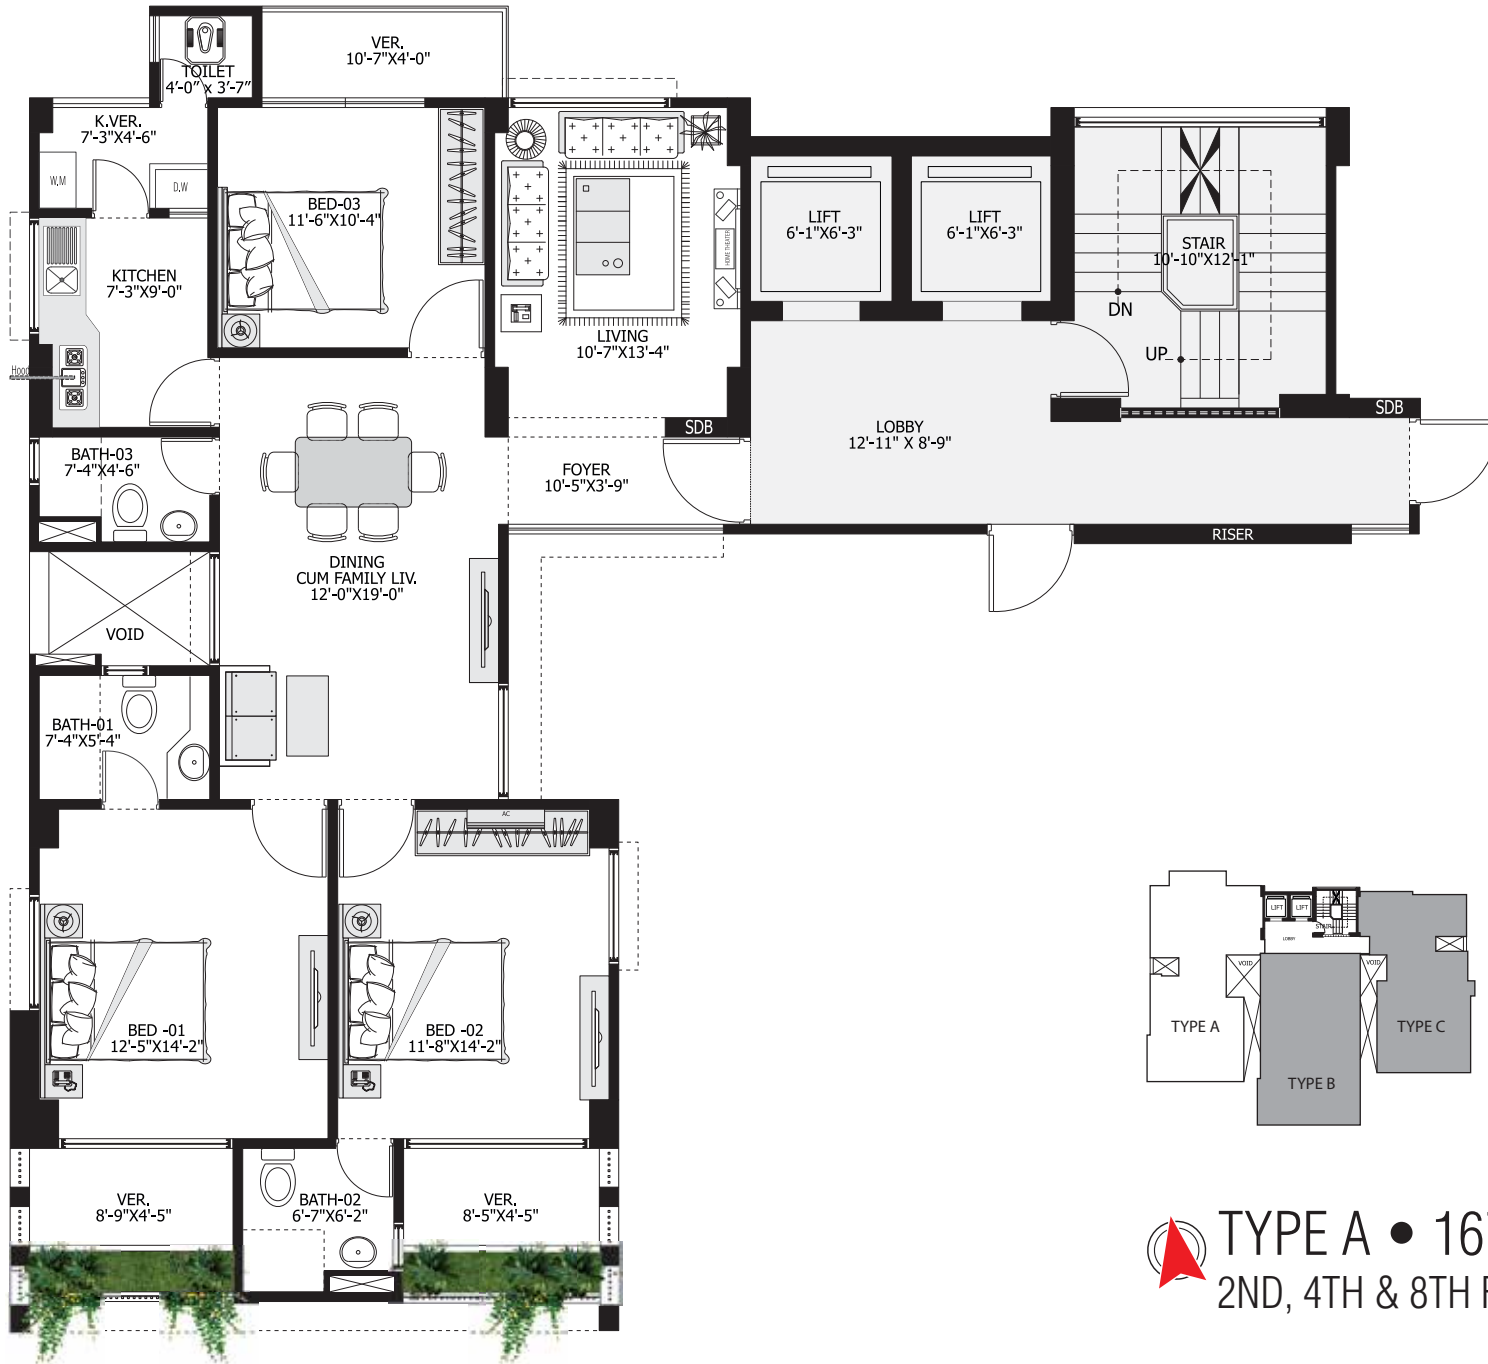 VER.
10'-7"X4'-0"
TOILET
4'-0" x 3'-7"
K.VER.
7'-3"X4'-6"
W.M
D.W
BED-03
11'-6"X10'-4"
HOME THEATER
LIFT
6'-1"X6'-3"
LIFT
6'-1"X6'-3"
STAIR
10'-10"X12'-1"
DN
UP
KITCHEN
7'-3"X9'-0"
Hood
LIVING
10'-7"X13'-4"
SDB
SDB
LOBBY
12'-11" X 8'-9"
BATH-03
7'-4"X4'-6"
FOYER
10'-5"X3'-9"
RISER
DINING
CUM FAMILY LIV.
12'-0"X19'-0"
VOID
BATH-01
7'-4"X5'-4"
AC
BED -01
12'-5"X14'-2"
BED -02
11'-8"X14'-2"
VER.
8'-9"X4'-5"
BATH-02
6'-7"X6'-2"
VER.
8'-5"X4'-5"
LIFT
LIFT
STAIR
LOBBY
VOID
VOID
TYPE A
TYPE C
TYPE B
TYPE A • 16
2ND, 4TH & 8TH